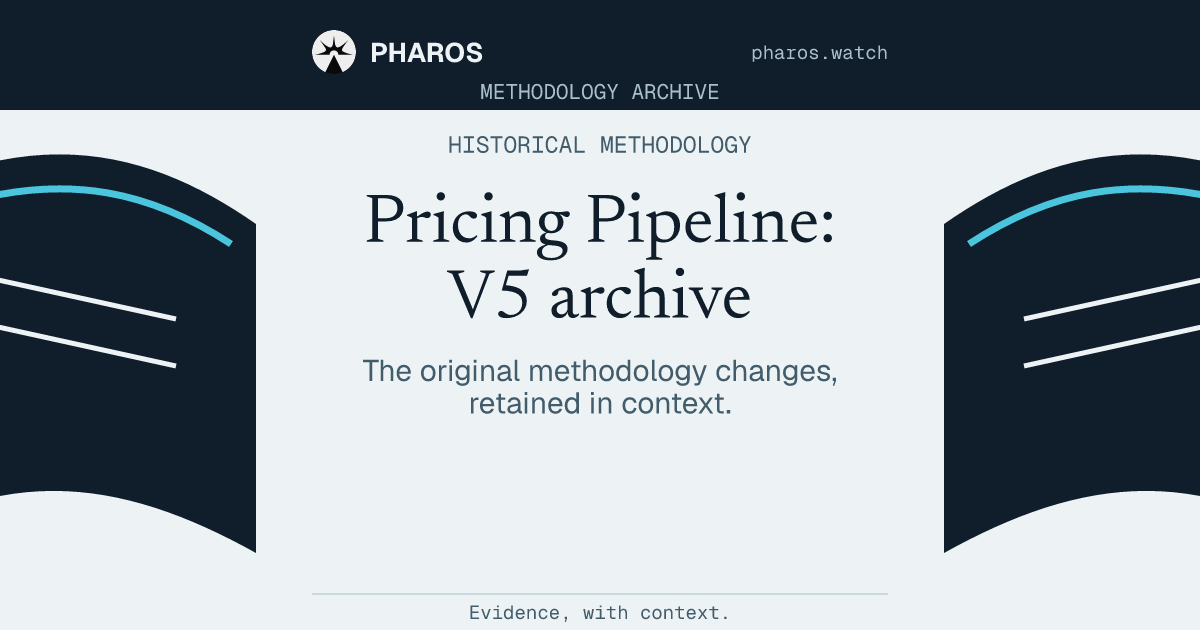 PHAROS
pharos.watch
METHODOLOGY ARCHIVE
HISTORICAL METHODOLOGY
Pricing Pipeline:
V5 archive
The original methodology changes,
retained in context.
Evidence, with context.